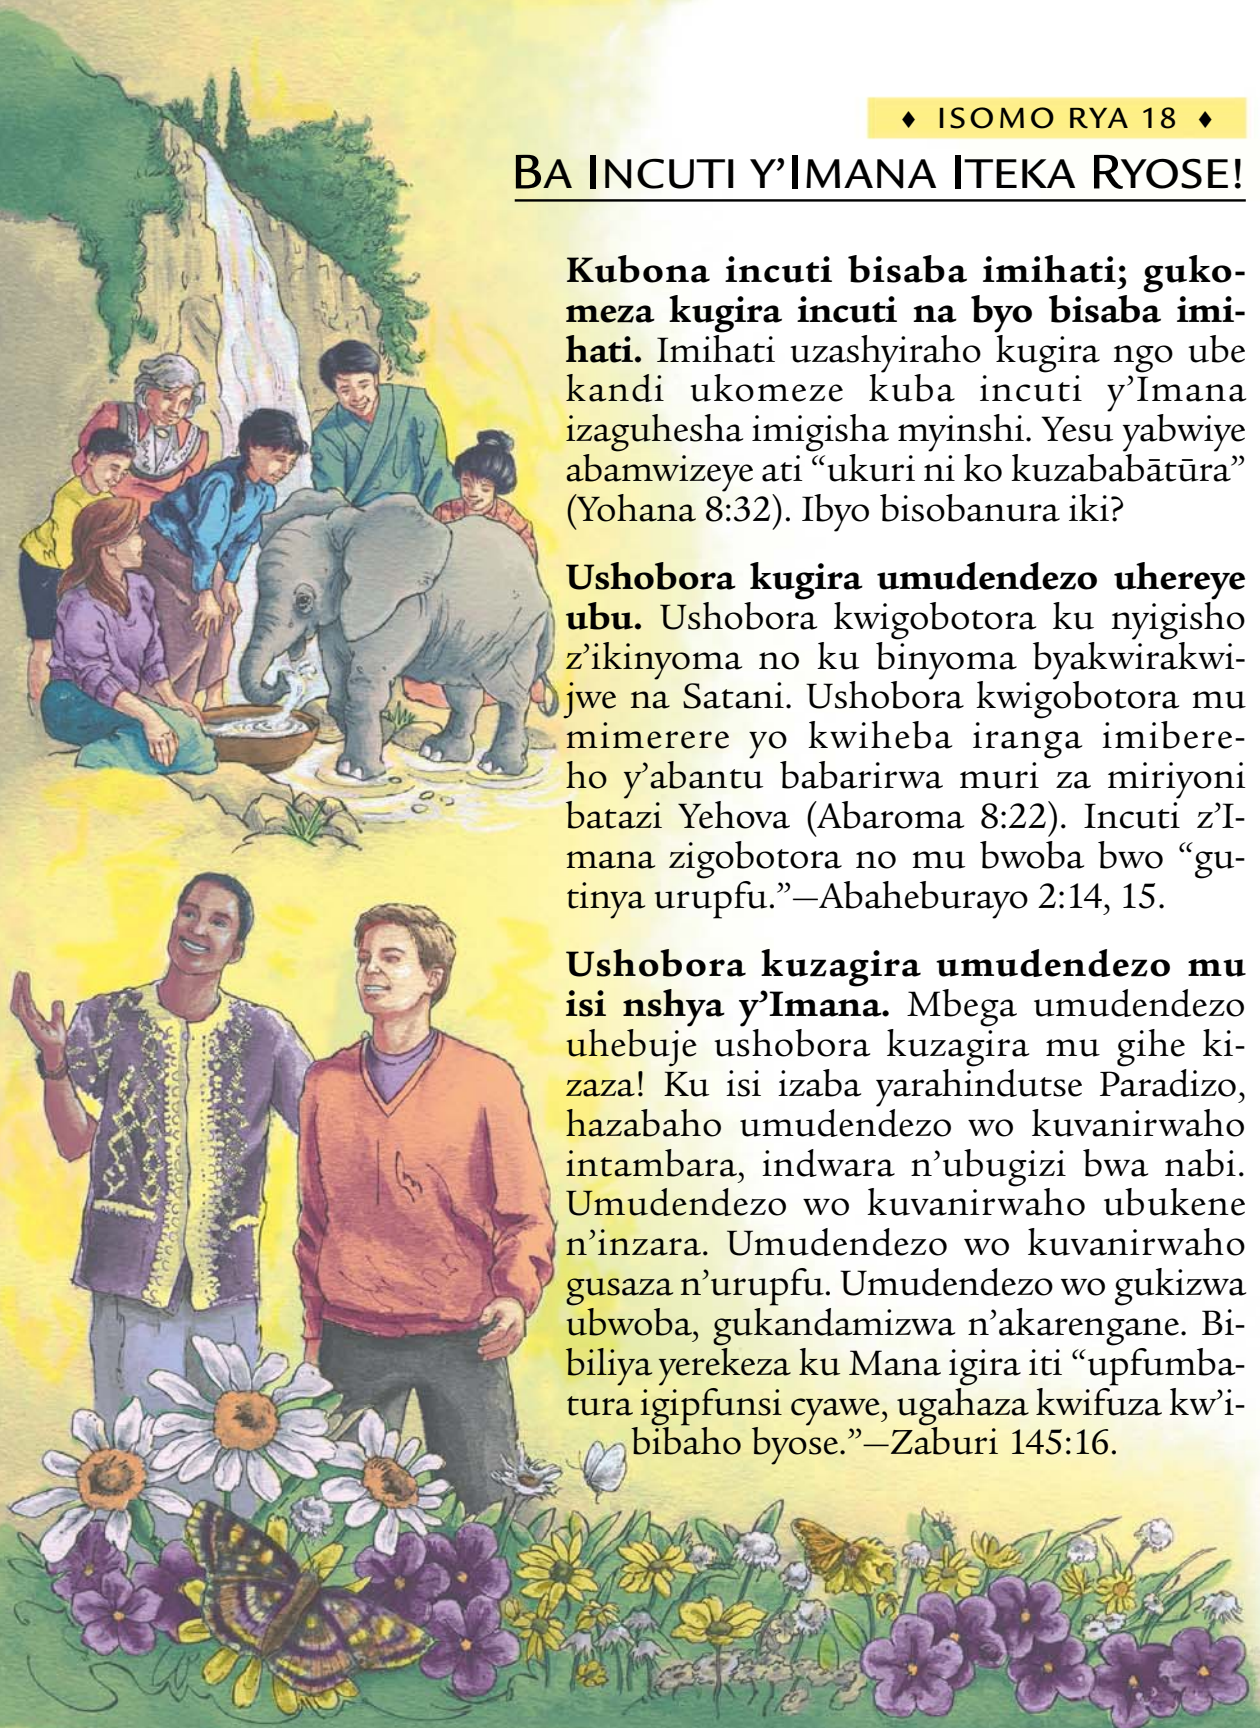 ♦ ISOMO RYA 18 ♦
BA INCUTI Y’IMANA ITEKA RYOSE!
Kubona incuti bisaba imihati; guko-
meza kugira incuti na byo bisaba imi-
hati. Imihati uzashyiraho kugira ngo ube
kandi ukomeze kuba incuti y’Imana
izaguhesha imigisha myinshi. Yesu yabwiye
abamwizeye ati “ukuri ni ko kuzababātūra”
(Yohana 8:32). Ibyo bisobanura iki?
Ushobora kugira umudendezo uhereye
ubu. Ushobora kwigobotora ku nyigisho
z’ikinyoma no ku binyoma byakwirakwi-
jwe na Satani. Ushobora kwigobotora mu
mimerere yo kwiheba iranga imibere-
ho y’abantu babarirwa muri za miriyoni
batazi Yehova (Abaroma 8:22). Incuti z’I-
mana zigobotora no mu bwoba bwo “gu-
tinya urupfu.”—Abaheburayo 2:14, 15.
Ushobora kuzagira umudendezo mu
isi nshya y’Imana. Mbega umudendezo
uhebuje ushobora kuzagira mu gihe ki-
zaza! Ku isi izaba yarahindutse Paradizo,
hazabaho umudendezo wo kuvanirwaho
intambara, indwara n’ubugizi bwa nabi.
Umudendezo wo kuvanirwaho ubukene
n’inzara. Umudendezo wo kuvanirwaho
gusaza n’urupfu. Umudendezo wo gukizwa
ubwoba, gukandamizwa n’akarengane. Bi-
biliya yerekeza ku Mana igira iti “upfumba-
tura igipfunsi cyawe, ugahaza kwifuza kw’i-
bibaho byose.”—Zaburi 145:16.